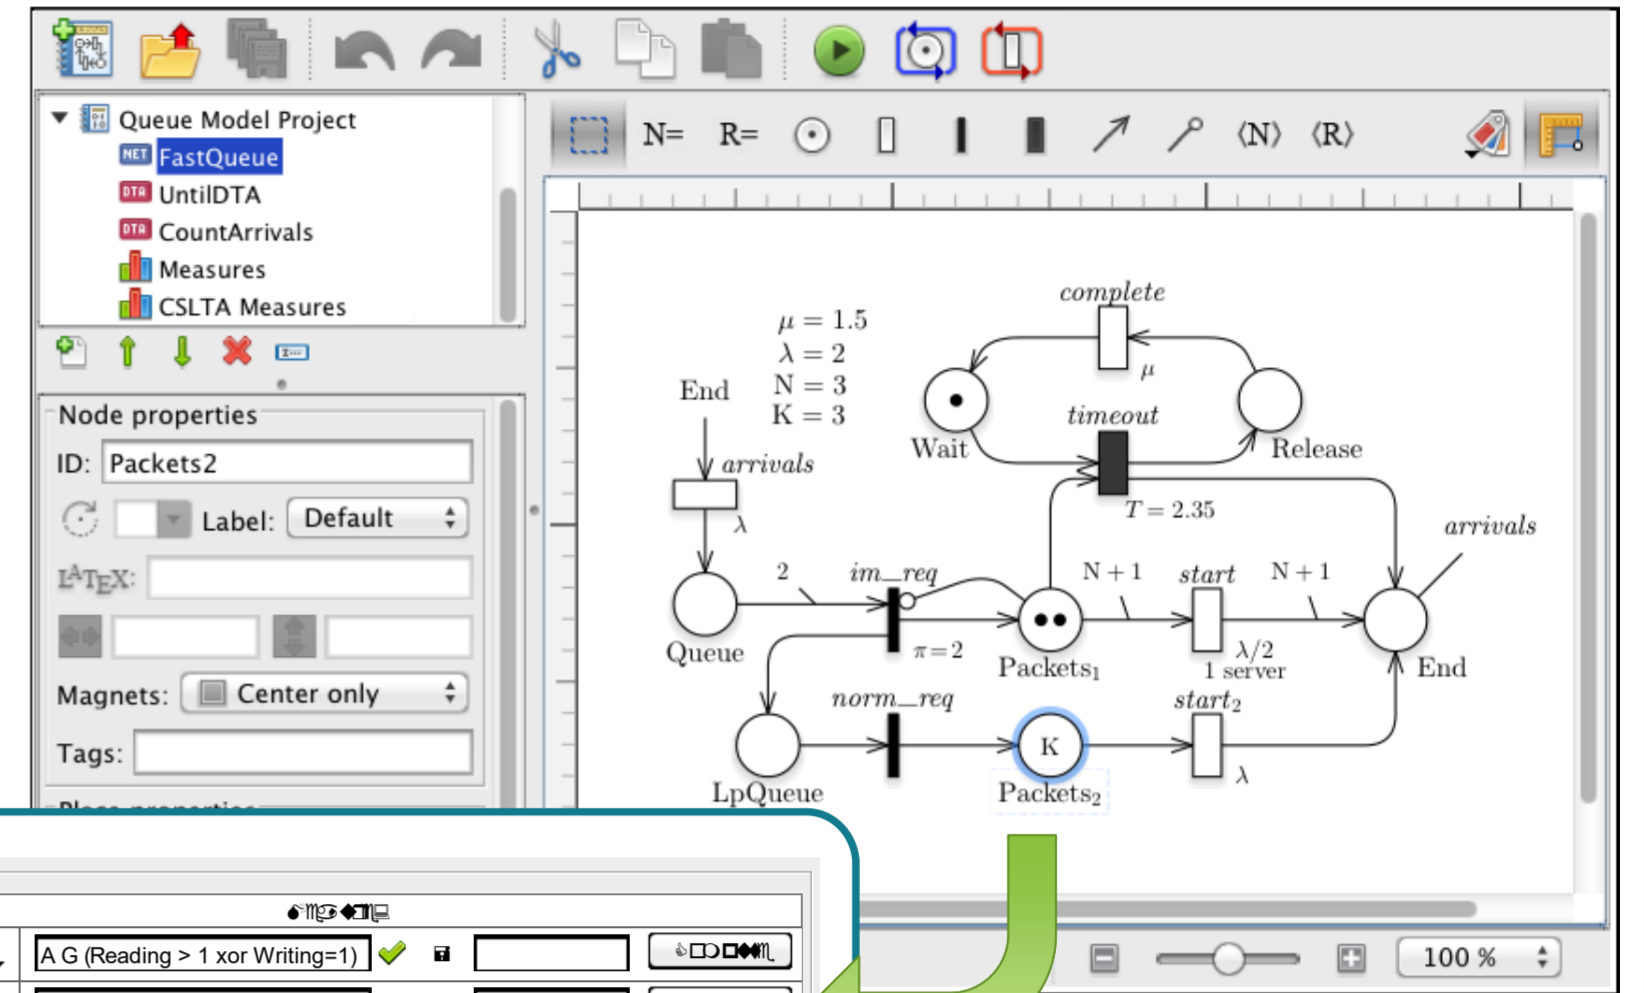 Queue Model Project
NET FastQueue
DTA UntilDTA
DTA CountArrivals
Measures
CSLTA Measures
Node properties
ID: Packets2
Label: Default
LATEX:
Magnets: Center only
Tags:
N= R= ⟨N⟩ ⟨R⟩
complete
μ = 1.5
λ = 2
N = 3
K = 3
μ
End
timeout
Wait
Release
arrivals
λ
T = 2.35
arrivals
2
im_req
N + 1
start
N + 1
Queue
π=2
Packets₁
λ/2
1 server
End
norm_req
start₂
K
λ
LpQueue
Packets₂
A G (Reading > 1 xor Writing=1)
100 %